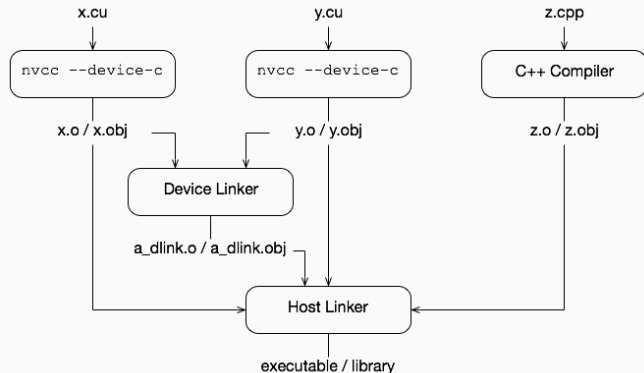 x.cu
y.cu
z.cpp
nvcc --device-c
nvcc --device-c
C++ Compiler
x.o / x.obj
y.o / y.obj
z.o / z.obj
Device Linker
a_dlink.o / a_dlink.obj
Host Linker
executable / library